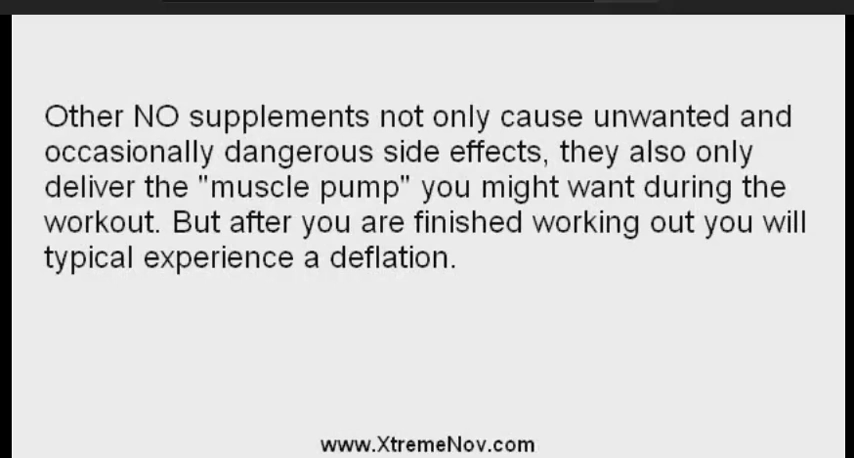 Other NO supplements not only cause unwanted and
occasionally dangerous side effects, they also only
deliver the "muscle pump" you might want during the
workout. But after you are finished working out you will
typical experience a deflation.
www.XtremeNov.com